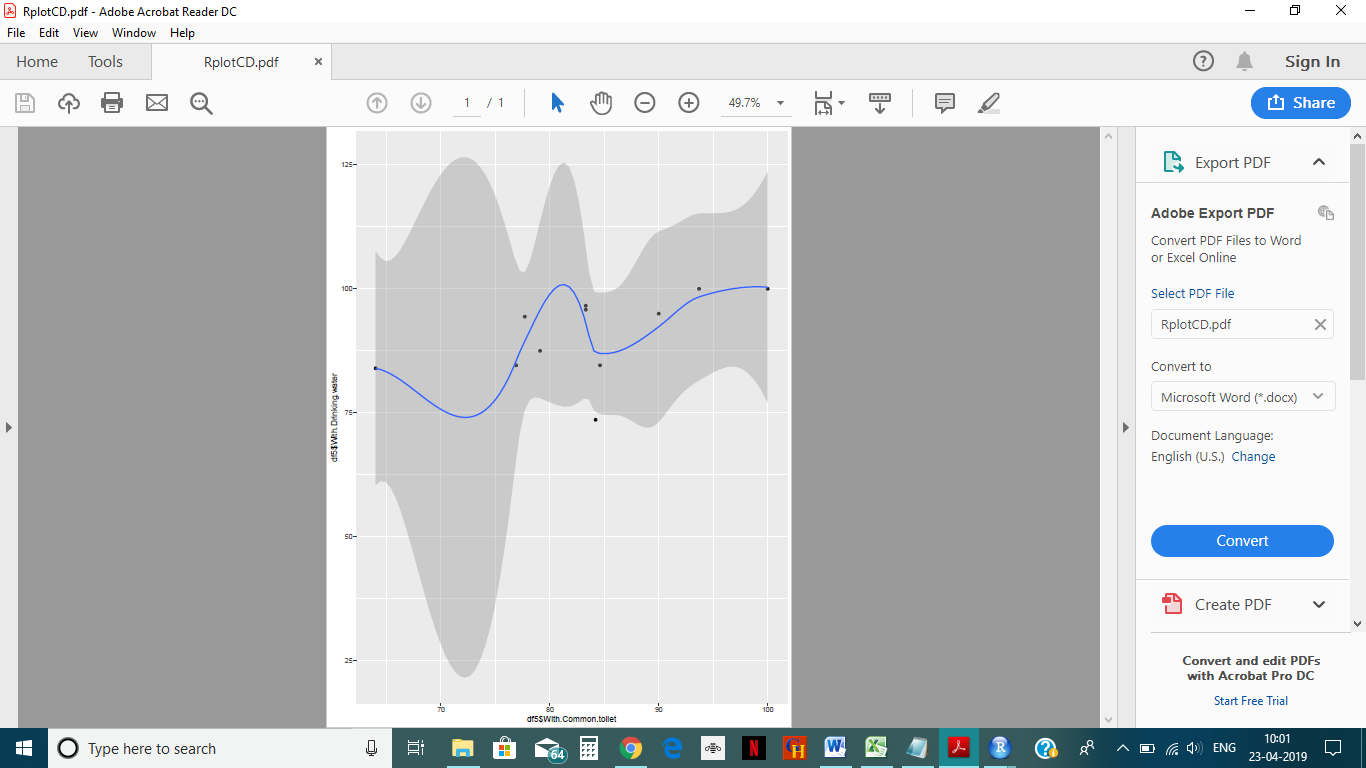 RplotCD.pdf - Adobe Acrobat Reader DC
File Edit View Window Help
Home Tools RplotCD.pdf × Sign In
1 / 1 49.7% Share
125
100
75
50
25
df5$With.Drinking.water
70 80 90 100
df5$With.Common.toliet
Export PDF
Adobe Export PDF
Convert PDF Files to Word
or Excel Online
Select PDF File
RplotCD.pdf
Convert to
Microsoft Word (*.docx)
Document Language:
English (U.S.) Change
Convert
Create PDF
Convert and edit PDFs
with Acrobat Pro DC
Start Free Trial
Type here to search
64
ENG
10:01
23-04-2019